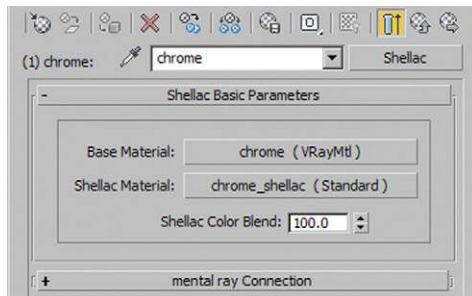 (1) chrome: chrome Shellac
- Shellac Basic Parameters
Base Material: chrome ( VRayMtl )
Shellac Material: chrome_shellac ( Standard )
Shellac Color Blend: 100.0
+ mental ray Connection